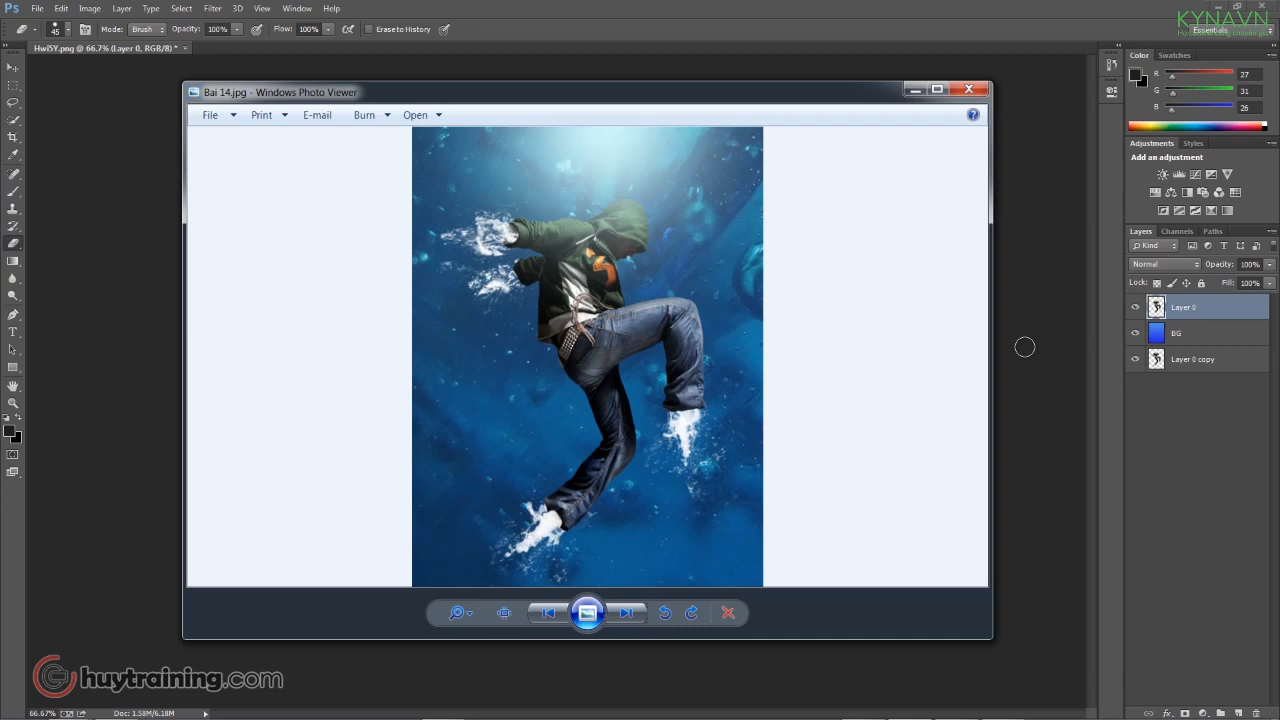 Ps File Edit Image Layer Type Select Filter 3D View Window Help
45 Mode: Brush Opacity: 100% Flow: 100% Erase to History
KYNAVN
Essentials
Hwl5Y.png @ 66.7% (Layer 0, RGB/8) * ×
Color Swatches
R 27
G 31
B 26
Bai 14.jpg - Windows Photo Viewer
File Print E-mail Burn Open
Adjustments Styles
Add an adjustment
Layers Channels Paths
Kind
Normal Opacity: 100%
Lock: Fill: 100%
Layer 0
BG
Layer 0 copy
huytraining.com
66.67% Doc: 1.58M/6.18M